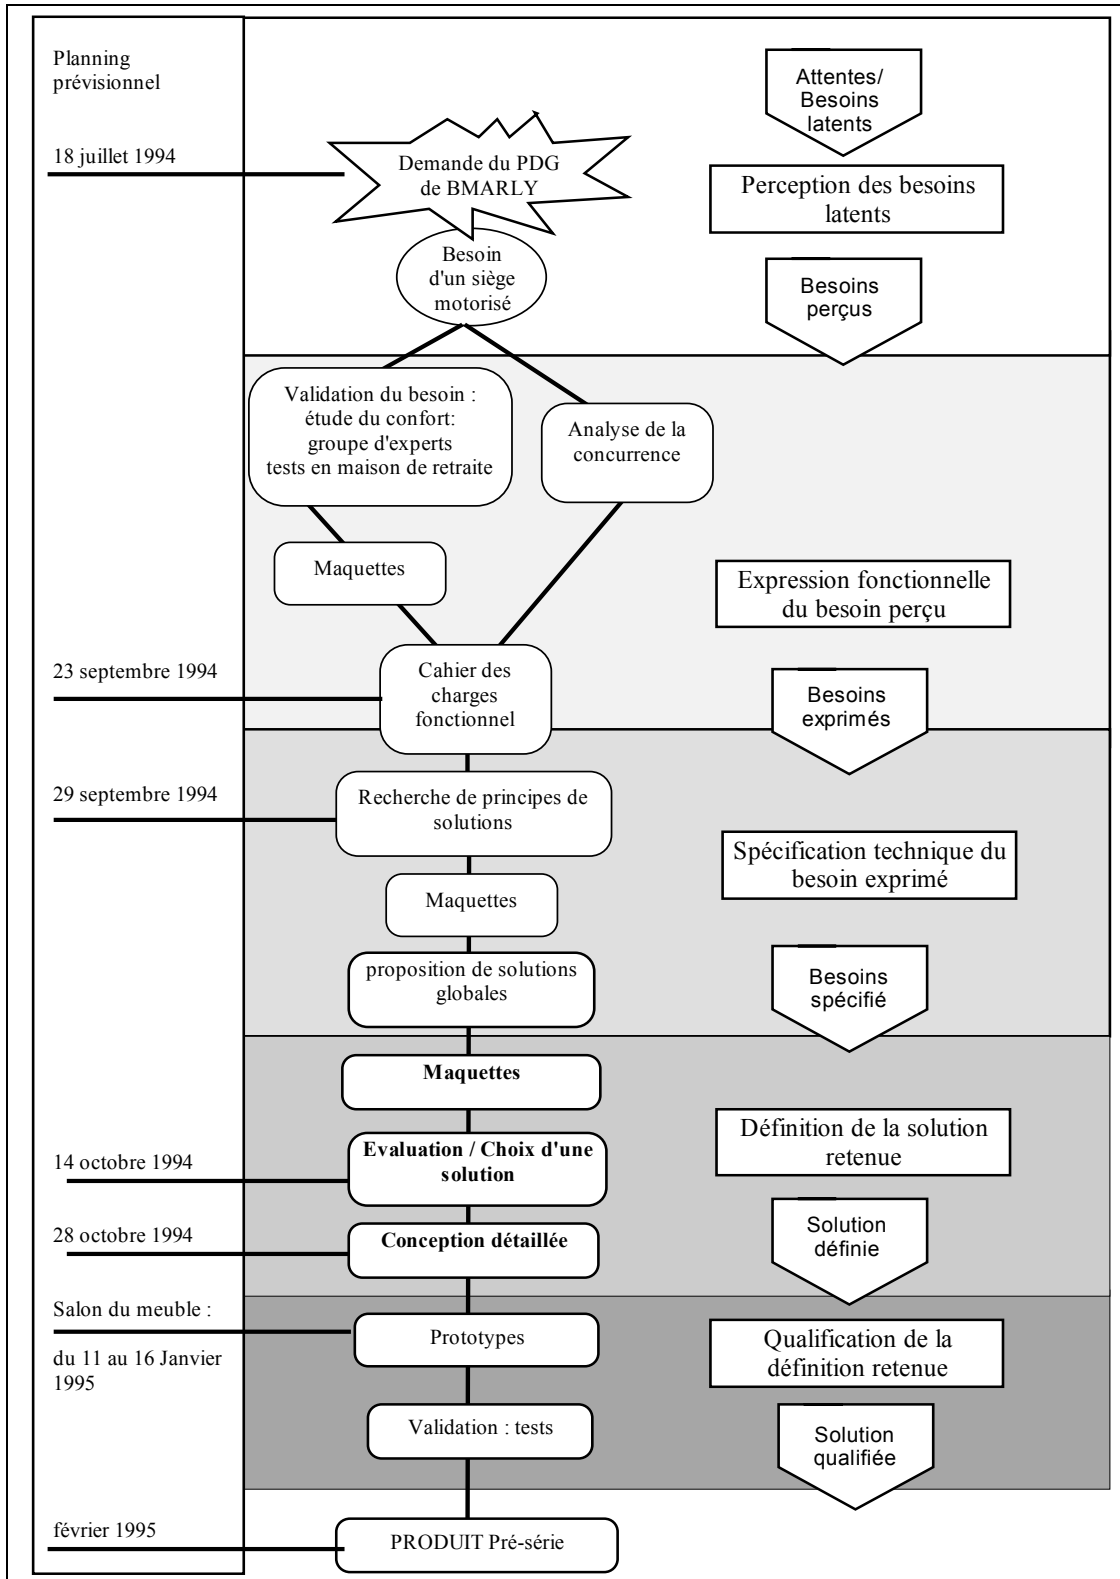 Planning
prévisionnel
18 juillet 1994
Demande du PDG
de BMARLY
Besoin
d'un siège
motorisé
Attentes/
Besoins
latents
Perception des besoins
latents
Besoins
perçus
Validation du besoin :
étude du confort:
groupe d'experts
tests en maison de retraite
Analyse de la
concurrence
Maquettes
Expression fonctionnelle
du besoin perçu
23 septembre 1994
Cahier des
charges
fonctionnel
Besoins
exprimés
29 septembre 1994
Recherche de principes de
solutions
Maquettes
proposition de solutions
globales
Spécification technique du
besoin exprimé
Besoins
spécifié
Maquettes
14 octobre 1994
Evaluation / Choix d'une
solution
28 octobre 1994
Conception détaillée
Définition de la solution
retenue
Solution
définie
Salon du meuble :
du 11 au 16 Janvier
1995
Prototypes
Validation : tests
Qualification de la
définition retenue
Solution
qualifiée
février 1995
PRODUIT Pré-série